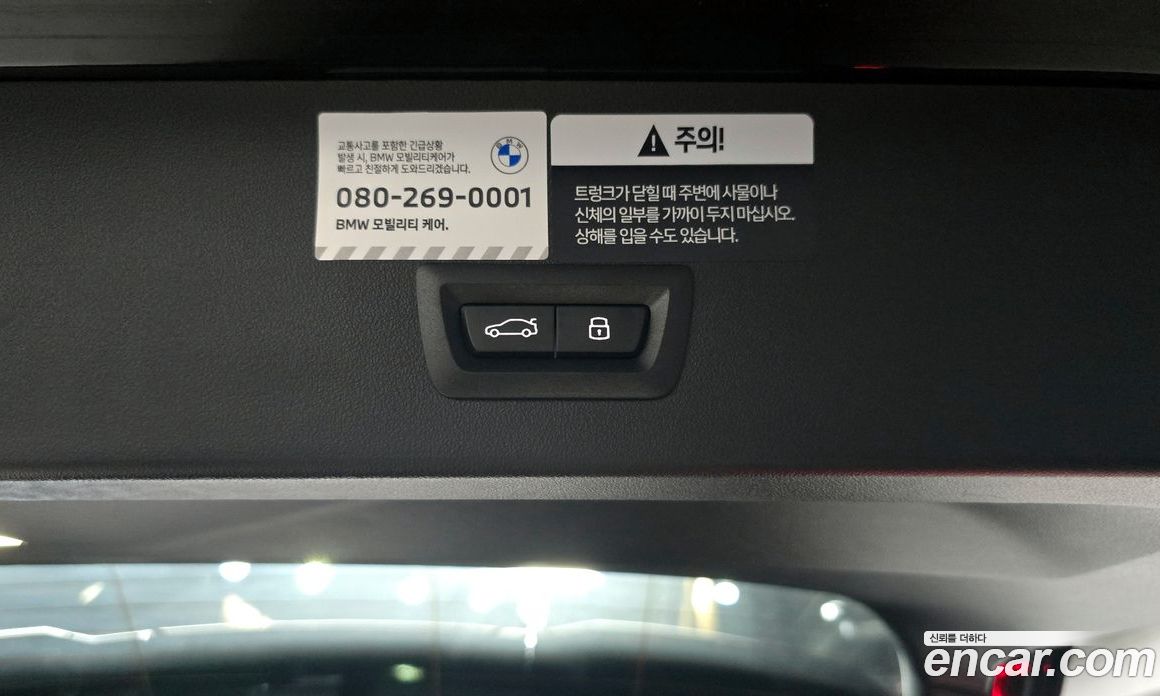 교통사고를 포함한 긴급상황
발생 시, BMW 모빌리티케어가
빠르고 친절하게 도와드리겠습니다.
BMW
080-269-0001
BMW 모빌리티 케어.
주의!
트렁크가 닫힐 때 주변에 사물이나
신체의 일부를 가까이 두지 마십시오.
상해를 입을 수도 있습니다.
신뢰를 더하다
encar.com